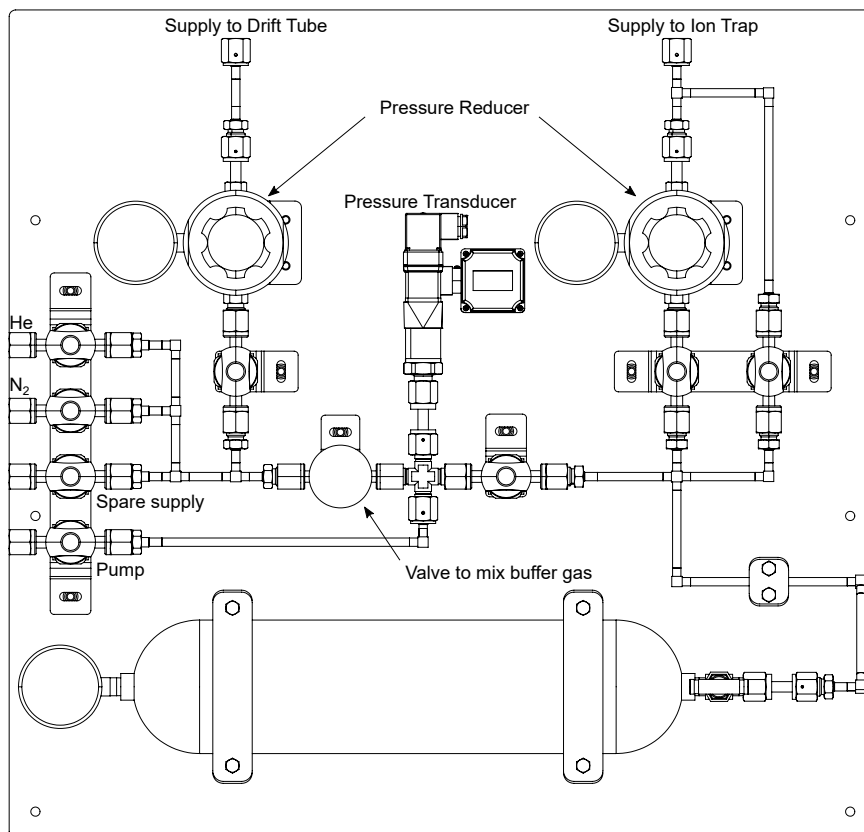 Supply to Drift Tube
Supply to Ion Trap
Pressure Reducer
Pressure Transducer
He
N₂
Spare supply
Pump
Valve to mix buffer gas